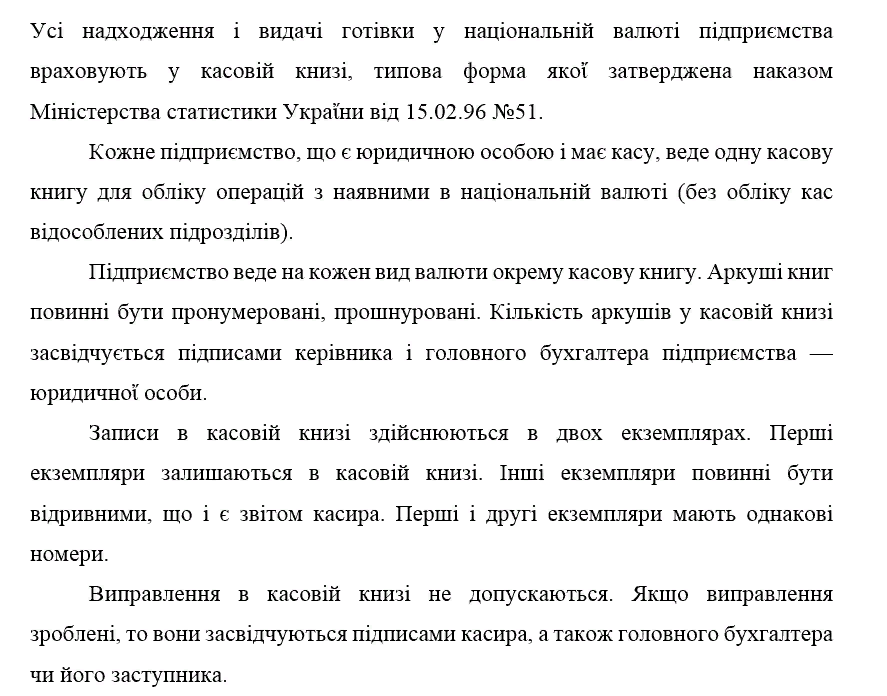 Усі надходження і видачі готівки у національній валюті підприємства
враховують у касовій книзі, типова форма якої затверджена наказом
Міністерства статистики України від 15.02.96 №51.
Кожне підприємство, що є юридичною особою і має касу, веде одну касову
книгу для обліку операцій з наявними в національній валюті (без обліку кас
відособлених підрозділів).
Підприємство веде на кожен вид валюти окрему касову книгу. Аркуші книг
повинні бути пронумеровані, прошнуровані. Кількість аркушів у касовій книзі
засвідчується підписами керівника і головного бухгалтера підприємства —
юридичної особи.
Записи в касовій книзі здійснюються в двох екземплярах. Перші
екземпляри залишаються в касовій книзі. Інші екземпляри повинні бути
відривними, що і є звітом касира. Перші і другі екземпляри мають однакові
номери.
Виправлення в касовій книзі не допускаються. Якщо виправлення
зроблені, то вони засвідчуються підписами касира, а також головного бухгалтера
чи його заступника.